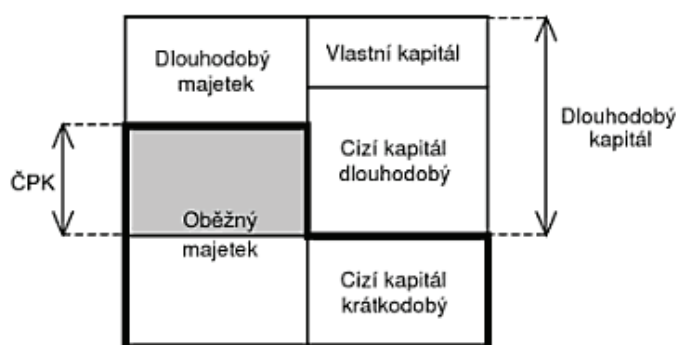 Dlouhodobý
majetek
Vlastní kapitál
Dlouhodobý
kapitál
ČPK
Cizí kapitál
dlouhodobý
Oběžný
majetek
Cizí kapitál
krátkodobý